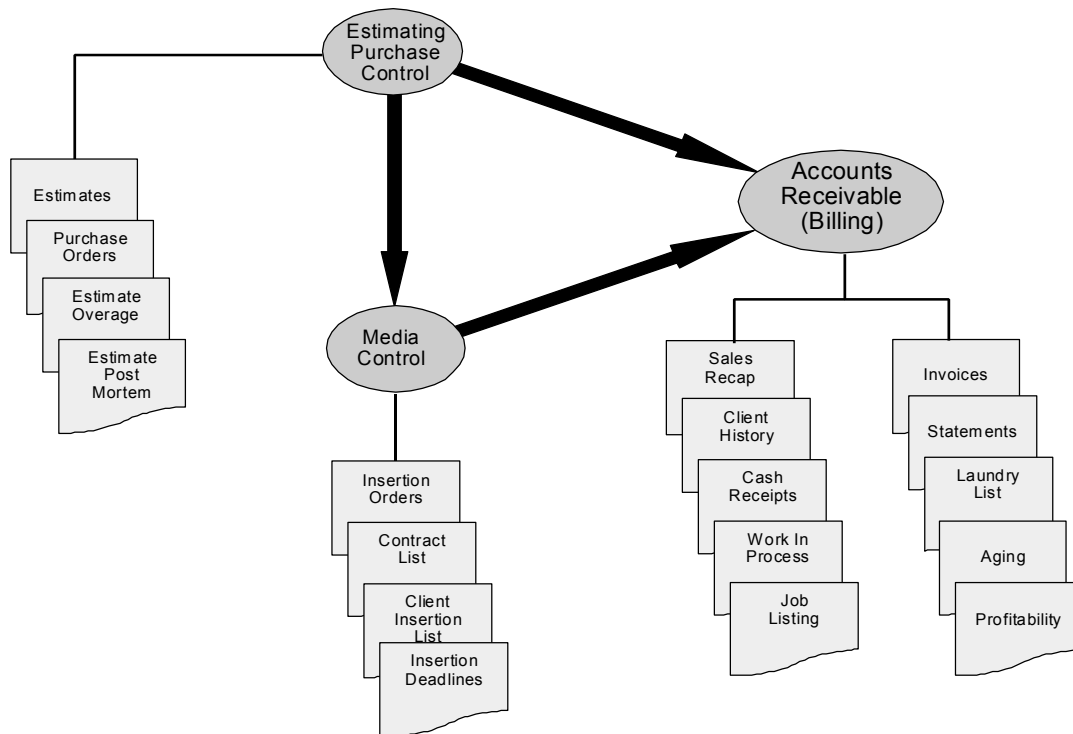 Estimating
Purchase
Control
Accounts
Receivable
(Billing)
Estimates
Purchase
Orders
Estimate
Overage
Estimate
Post
Mortem
Media
Control
Insertion
Orders
Contract
List
Client
Insertion
List
Insertion
Deadlines
Sales
Recap
Client
History
Cash
Receipts
Work In
Process
Job
Listing
Invoices
Statements
Laundry
List
Aging
Profitability